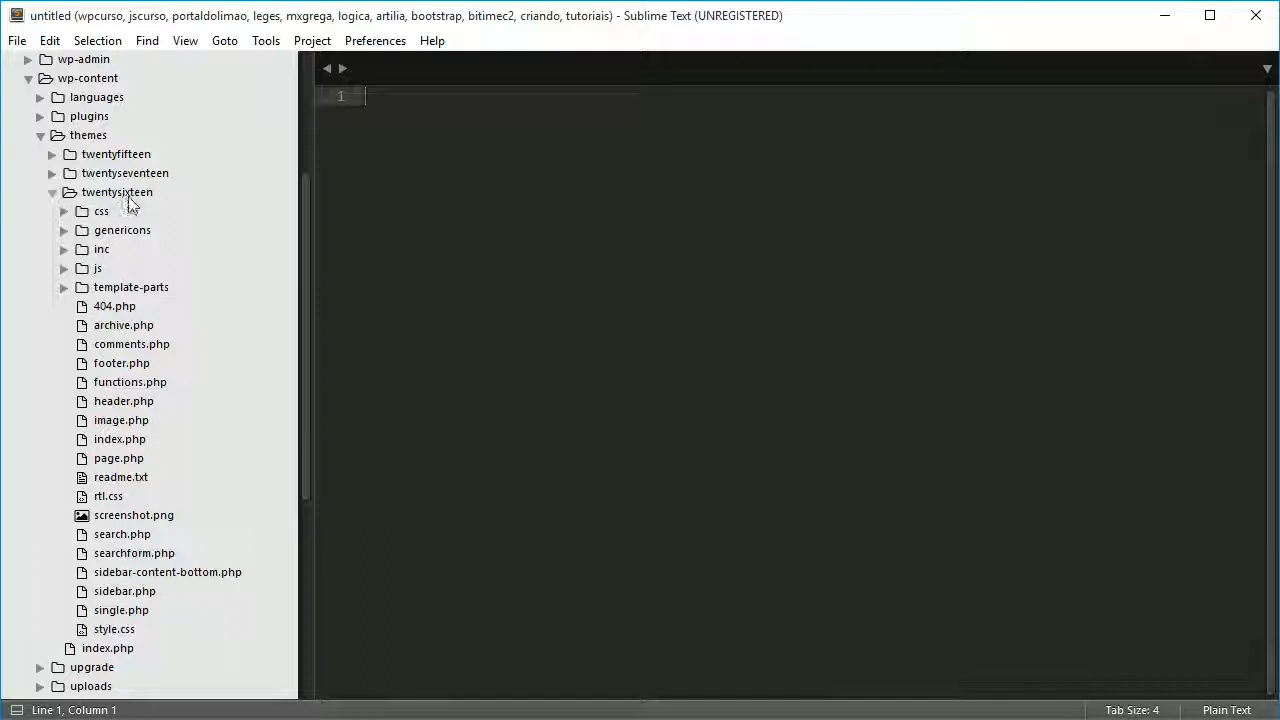 untitled (wpcurso, jscurso, portaldolimao, leges, mxgrega, logica, artilia, bootstrap, bitimec2, criando, tutoriais) - Sublime Text (UNREGISTERED)
File Edit Selection Find View Goto Tools Project Preferences Help
wp-admin
wp-content
languages
plugins
themes
twentyfifteen
twentyseventeen
twentysixteen
css
genericons
inc
js
template-parts
404.php
archive.php
comments.php
footer.php
functions.php
header.php
image.php
index.php
page.php
readme.txt
rtl.css
screenshot.png
search.php
searchform.php
sidebar-content-bottom.php
sidebar.php
single.php
style.css
index.php
upgrade
uploads
1
Line 1, Column 1 Tab Size: 4 Plain Text